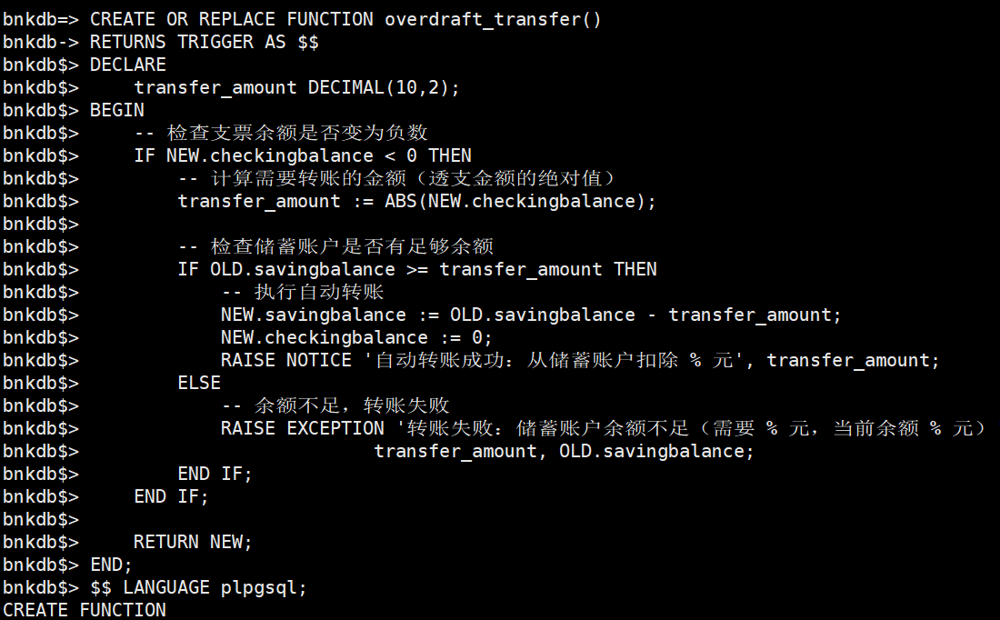 bnkdb=> CREATE OR REPLACE FUNCTION overdraft_transfer()
bnkdb-> RETURNS TRIGGER AS $$
bnkdb$> DECLARE
bnkdb$>     transfer_amount DECIMAL(10,2);
bnkdb$> BEGIN
bnkdb$>     -- 检查支票余额是否变为负数
bnkdb$>     IF NEW.checkingbalance < 0 THEN
bnkdb$>         -- 计算需要转账的金额（透支金额的绝对值）
bnkdb$>         transfer_amount := ABS(NEW.checkingbalance);
bnkdb$>
bnkdb$>         -- 检查储蓄账户是否有足够余额
bnkdb$>         IF OLD.savingbalance >= transfer_amount THEN
bnkdb$>             -- 执行自动转账
bnkdb$>             NEW.savingbalance := OLD.savingbalance - transfer_amount;
bnkdb$>             NEW.checkingbalance := 0;
bnkdb$>             RAISE NOTICE '自动转账成功：从储蓄账户扣除 % 元', transfer_amount;
bnkdb$>         ELSE
bnkdb$>             -- 余额不足，转账失败
bnkdb$>             RAISE EXCEPTION '转账失败：储蓄账户余额不足（需要 % 元，当前余额 % 元）
bnkdb$>                           transfer_amount, OLD.savingbalance;
bnkdb$>         END IF;
bnkdb$>     END IF;
bnkdb$>
bnkdb$>     RETURN NEW;
bnkdb$> END;
bnkdb$> $$ LANGUAGE plpgsql;
CREATE FUNCTION